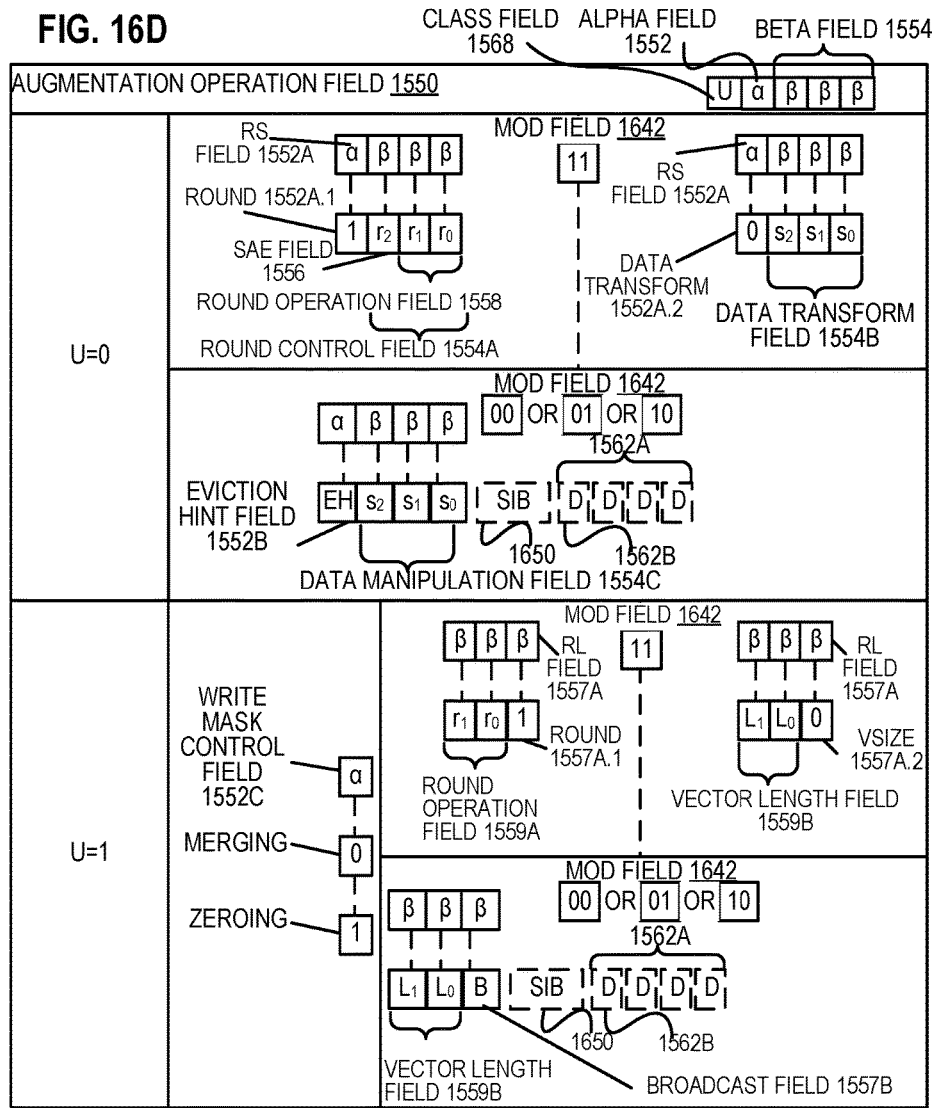 FIG. 16D
CLASS FIELD 1568
ALPHA FIELD 1552
BETA FIELD 1554
AUGMENTATION OPERATION FIELD 1550
U α β β β
U=0
MOD FIELD 1642
11
RS FIELD 1552A
α β β β
ROUND 1552A.1
1 r2 r1 r0
SAE FIELD 1556
ROUND OPERATION FIELD 1558
ROUND CONTROL FIELD 1554A
α β β β
RS FIELD 1552A
0 s2 s1 s0
DATA TRANSFORM 1552A.2
DATA TRANSFORM FIELD 1554B
MOD FIELD 1642
00 OR 01 OR 10
α β β β
1562A
EVICTION HINT FIELD 1552B
EH s2 s1 s0 SIB D D D D
1650
1562B
DATA MANIPULATION FIELD 1554C
U=1
WRITE MASK CONTROL FIELD 1552C
α
MERGING 0
ZEROING 1
MOD FIELD 1642
11
β β β
RL FIELD 1557A
r1 r0 1
ROUND 1557A.1
ROUND OPERATION FIELD 1559A
β β β
RL FIELD 1557A
L1 L0 0
VSIZE 1557A.2
VECTOR LENGTH FIELD 1559B
MOD FIELD 1642
00 OR 01 OR 10
β β β
1562A
L1 L0 B SIB D D D D
1650
1562B
VECTOR LENGTH FIELD 1559B
BROADCAST FIELD 1557B